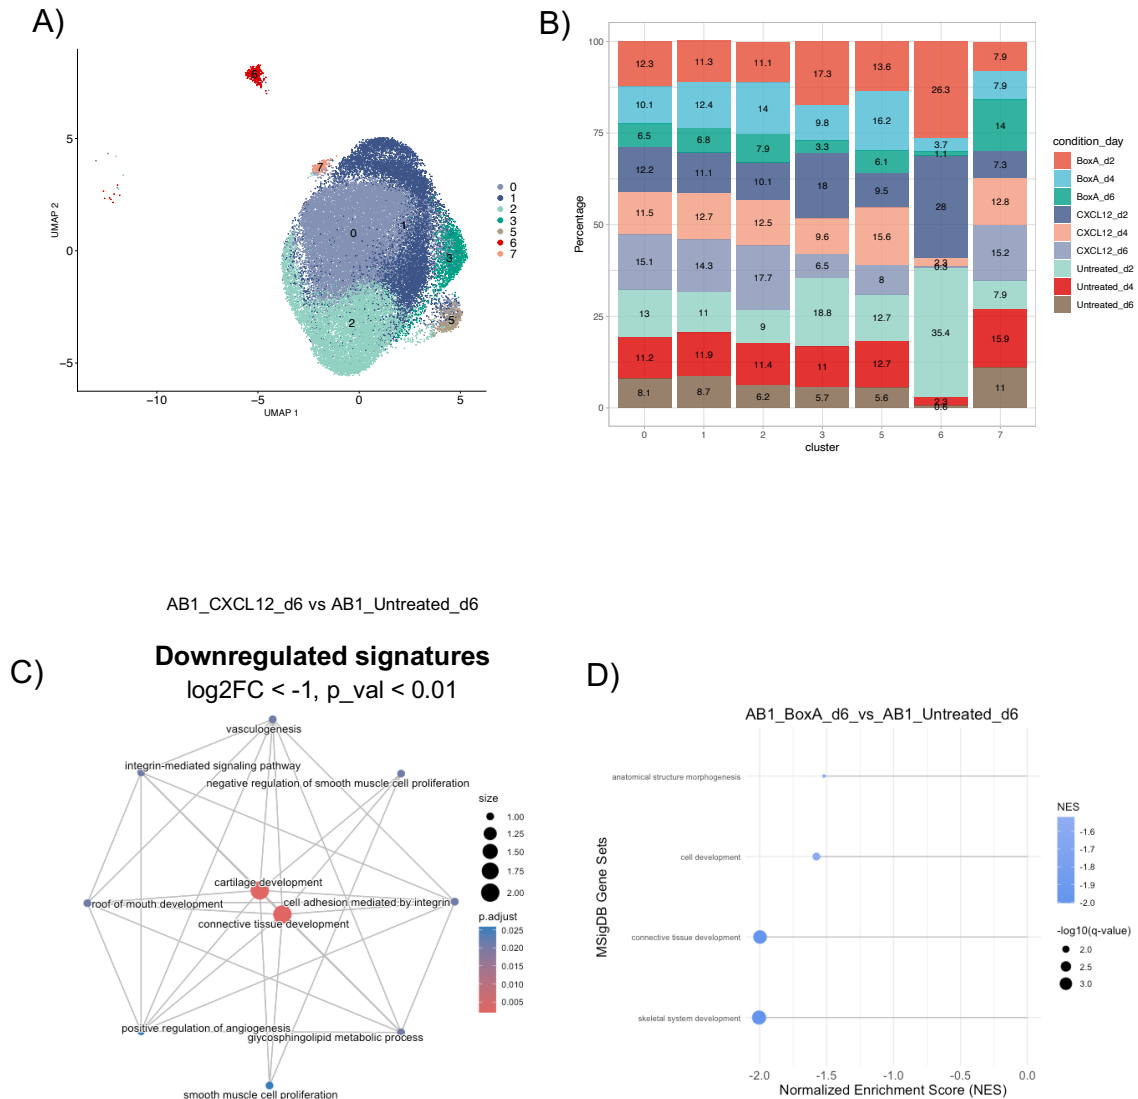 A)
5
0
−5
UMAP 2
−10
−5
0
5
UMAP 1
6
7
0
1
3
2
5
0
1
2
3
5
6
7
B)
100
75
50
25
0
Percentage
12.3
10.1
6.5
12.2
11.5
15.1
13
11.2
8.1
11.3
12.4
6.8
11.1
12.7
14.3
11
11.9
8.7
11.1
14
7.9
10.1
12.5
17.7
9
11.4
6.2
17.3
9.8
3.3
18
9.6
6.5
18.8
11
5.7
13.6
16.2
6.1
9.5
15.6
8
12.7
12.7
5.6
26.3
3.7
1.1
28
2.3
0.3
35.4
2.3
0.6
7.9
7.9
14
7.3
12.8
15.2
7.9
15.9
11
0
1
2
3
5
6
7
cluster
condition_day
BoxA_d2
BoxA_d4
BoxA_d6
CXCL12_d2
CXCL12_d4
CXCL12_d6
Untreated_d2
Untreated_d4
Untreated_d6
AB1_CXCL12_d6 vs AB1_Untreated_d6
C)
Downregulated signatures
log2FC < -1, p_val < 0.01
vasculogenesis
integrin-mediated signaling pathway
negative regulation of smooth muscle cell proliferation
cartilage development
roof of mouth development
cell adhesion mediated by integrin
connective tissue development
positive regulation of angiogenesis
glycosphingolipid metabolic process
smooth muscle cell proliferation
size
1.00
1.25
1.50
1.75
2.00
p.adjust
0.025
0.020
0.015
0.010
0.005
D)
AB1_BoxA_d6_vs_AB1_Untreated_d6
MSigDB Gene Sets
anatomical structure morphogenesis
cell development
connective tissue development
skeletal system development
-2.0
-1.5
-1.0
-0.5
0.0
Normalized Enrichment Score (NES)
NES
-1.6
-1.7
-1.8
-1.9
-2.0
-log10(q-value)
2.0
2.5
3.0